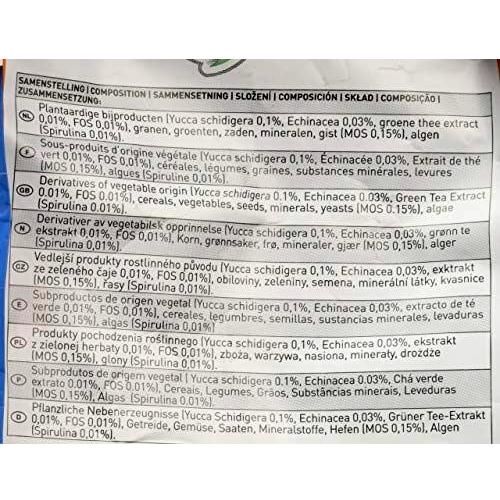 SAMENSTELLING | COMPOSITION | SAMMENSETNING | SLOŽENÍ | COMPOSICIÓN | SKŁAD | COMPOSIÇÃO |
ZUSAMMENSETZUNG:
NL Plantaardige bijproducten (Yucca schidigera 0,1%, Echinacea 0,03%, groene thee extract
0,01%, FOS 0,01%), granen, groenten, zaden, mineralen, gist (MOS 0,15%), algen
(Spirulina 0,01%).
F Sous-produits d'origine végétale (Yucca schidigera 0,1%, Échinacée 0,03%, Extrait de thé
vert 0,01%, FOS 0,01%), céréales, légumes, graines, substances minérales, levures
(MOS 0,15%), algues (Spirulina 0,01%).
GB Derivatives of vegetable origin (Yucca schidigera 0.1%, Echinacea 0.03%, Green Tea Extract
0.01%, FOS 0.01%), cereals, vegetables, seeds, minerals, yeasts (MOS 0,15%), algae
(Spirulina 0.01%).
N Derivativer av vegetabilsk opprinnelse (Yucca schidigera 0,1%, Echinacea 0,03%, grønn te
ekstrakt 0,01%, FOS 0,01%), Korn, grønnsaker, frø, mineraler, gjær (MOS 0,15%), alger
(Spirulina 0,01%)
CZ Vedlejší produkty rostlinného původu (Yucca schidigera 0,1%, Echinacea 0,03%, exktrakt
ze zeleného čaje 0,01%, FOS 0,01%), obiloviny, zeleniny, semena, minerální látky, kvasnice
(MOS 0,15%), řasy (Spirulina 0,01%).
E Subproductos de origen vegetal (Yucca schidigera 0,1%, Echinacea 0,03%, extracto de té
verde 0,01%, FOS 0,01%), cereales, legumbres, semillas, sustancias minerales, levaduras
(MOS 0,15%), algas (Spirulina 0,01%)
PL Produkty pochodzenia roślinnego (Yucca schidigera 0,1%, Echinacea 0,03%, ekstrakt
z zielonej herbaty 0,01%, FOS 0,01%), zboża, warzywa, nasiona, mineraty, drożdże
(MOS 0,15%), glony (Spirulina 0,01%).
P Subprodutos de origem vegetal (Yucca schidigera 0,1%, Echinacea 0.03%, Chá verde
extrato 0.01%, FOS 0,01%), Cereais, Legumes, Grãos, Substâncias minerais, Leveduras
(MOS 0,15%), Algas (Spirulina 0,01%).
D Pflanzliche Nebenerzeugnisse (Yucca Schidigera 0,1%, Echinacea 0,03%, Grüner Tee-Extrakt
0,01%, FOS 0,01%), Getreide, Gemüse, Saaten, Mineralstoffe, Hefen (MOS 0,15%), Algen
(Spirulina 0,01%).